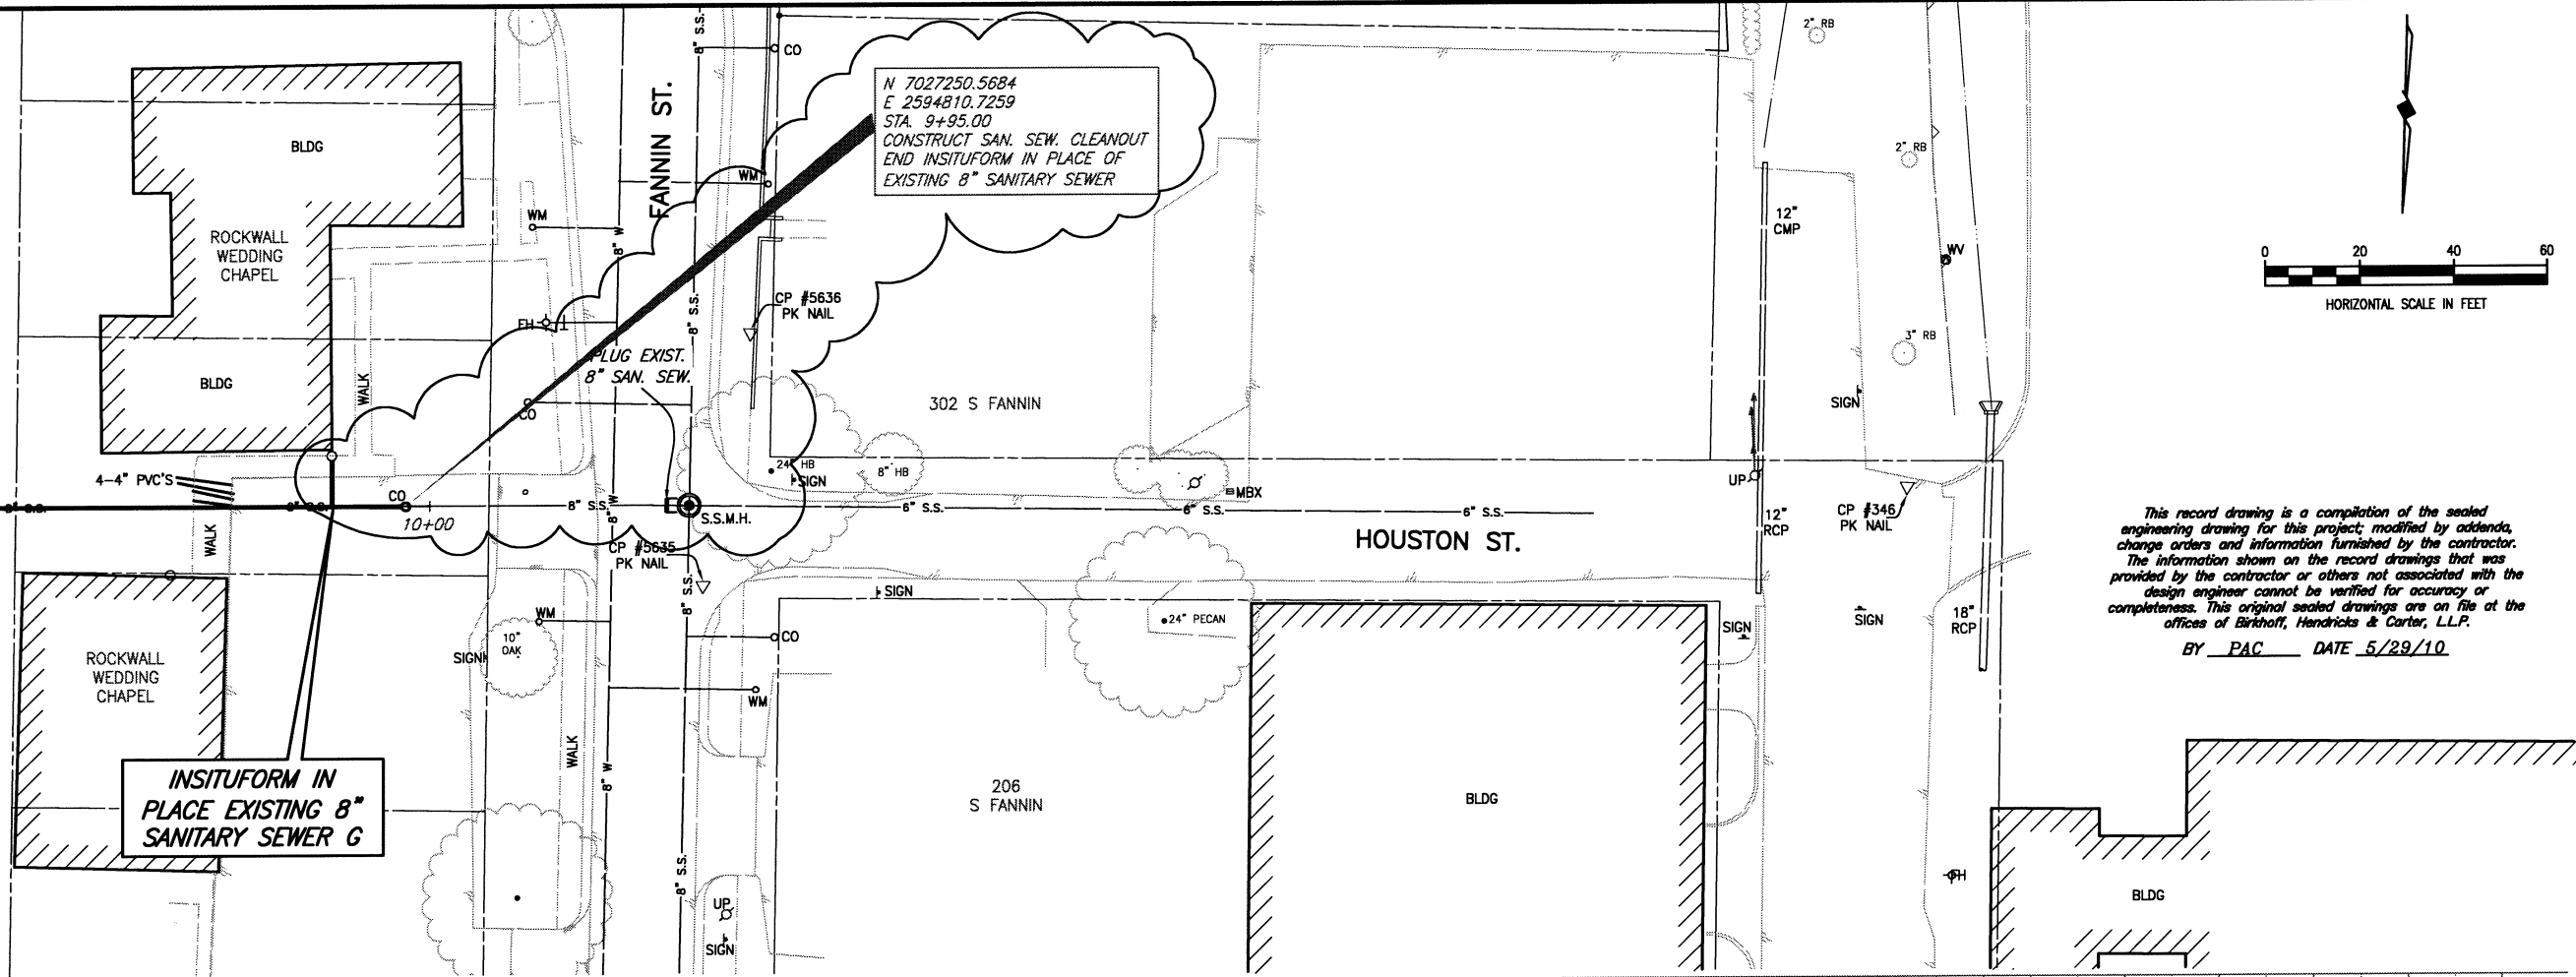 8" S.S.
CO
2" RB
N 7027250.5684
E 2594810.7259
STA. 9+95.00
CONSTRUCT SAN. SEW. CLEANOUT
END INSITUFORM IN PLACE OF
EXISTING 8" SANITARY SEWER
FANNIN ST.
BLDG
2" RB
WM
WM
12"
CMP
8" W
ROCKWALL
WEDDING
CHAPEL
WV
0 20 40 60
HORIZONTAL SCALE IN FEET
8" S.S.
CP #5636
PK NAIL
FH
3" RB
PLUG EXIST.
8" SAN. SEW.
BLDG
WALK
CO
302 S FANNIN
SIGN
24" HB
8" HB
SIGN
4-4" PVC'S
CO
UP
MBX
8" S.S.
8" S.S.
10+00
8" S.S.
8" W
E
S.S.M.H.
6" S.S.
6" S.S.
6" S.S.
12"
RCP
CP #346
PK NAIL
WALK
HOUSTON ST.
CP #5635
PK NAIL
This record drawing is a compilation of the sealed
engineering drawing for this project; modified by addenda,
change orders and information furnished by the contractor.
The information shown on the record drawings that was
provided by the contractor or others not associated with the
design engineer cannot be verified for accuracy or
completeness. This original sealed drawings are on file at the
offices of Birkhoff, Hendricks & Carter, L.L.P.
BY PAC DATE 5/29/10
8" S.S.
SIGN
WM
24" PECAN
SIGN
SIGN
18"
RCP
10"
OAK
CO
SIGN
ROCKWALL
WEDDING
CHAPEL
WM
WALK
8" W
INSITUFORM IN
PLACE EXISTING 8"
SANITARY SEWER G
206
S FANNIN
BLDG
8" S.S.
UP
SIGN
FH
BLDG